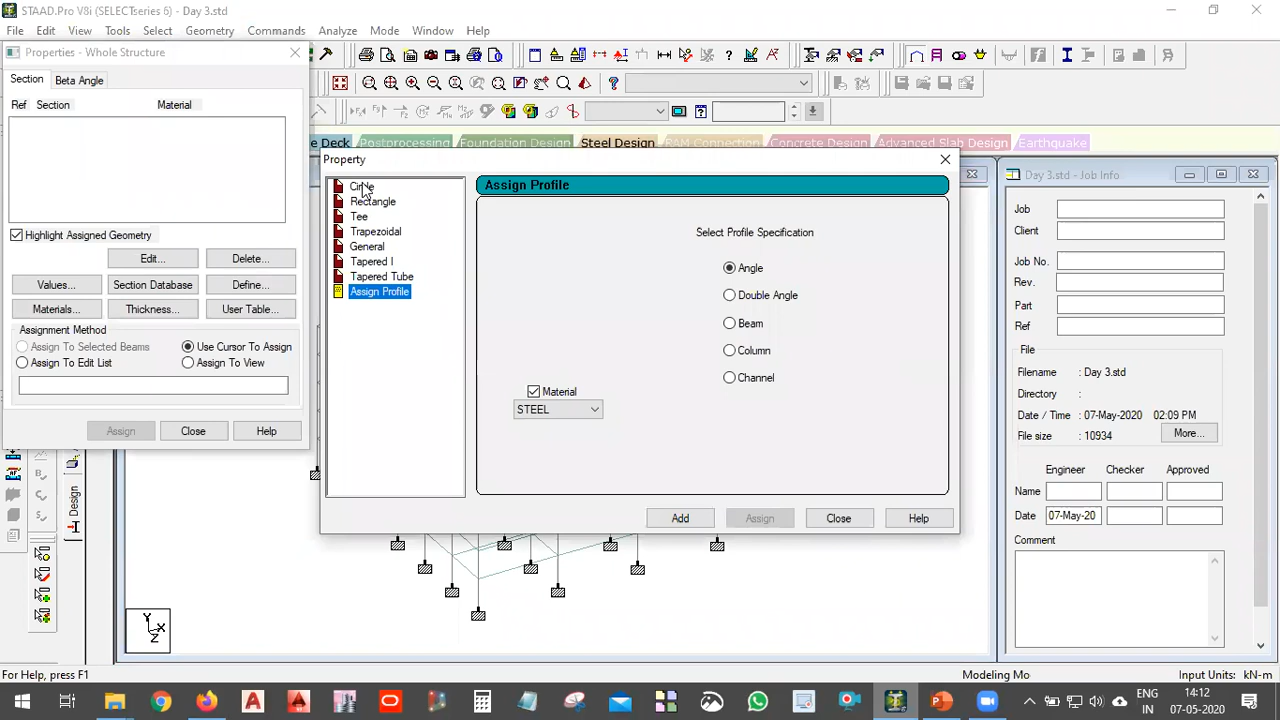 STAAD.Pro V8i (SELECTseries 6) - Day 3.std
File Edit View Tools Select Geometry Commands Analyze Mode Window Help
Properties - Whole Structure
Section Beta Angle
Ref Section Material
Highlight Assigned Geometry
Edit... Delete...
Values... Section Database Define...
Materials... Thickness... User Table...
Assignment Method
Assign To Selected Beams Use Cursor To Assign
Assign To Edit List Assign To View
Assign Close Help
e Deck Postprocessing Foundation Design Steel Design RAM Connection Concrete Design Advanced Slab Design Earthquake
Property
Circle
Rectangle
Tee
Trapezoidal
General
Tapered I
Tapered Tube
Assign Profile
Assign Profile
Select Profile Specification
Angle
Double Angle
Beam
Column
Channel
Material
STEEL
Add Assign Close Help
Day 3.std - Job Info
Job
Client
Job No.
Rev.
Part
Ref
File
Filename : Day 3.std
Directory :
Date / Time : 07-May-2020 02:09 PM
File size : 10934 More...
Engineer Checker Approved
Name
Date 07-May-20
Comment
Design
Y
X
Z
For Help, press F1
Modeling Mo Input Units: kN-m
ENG
IN
14:12
07-05-2020